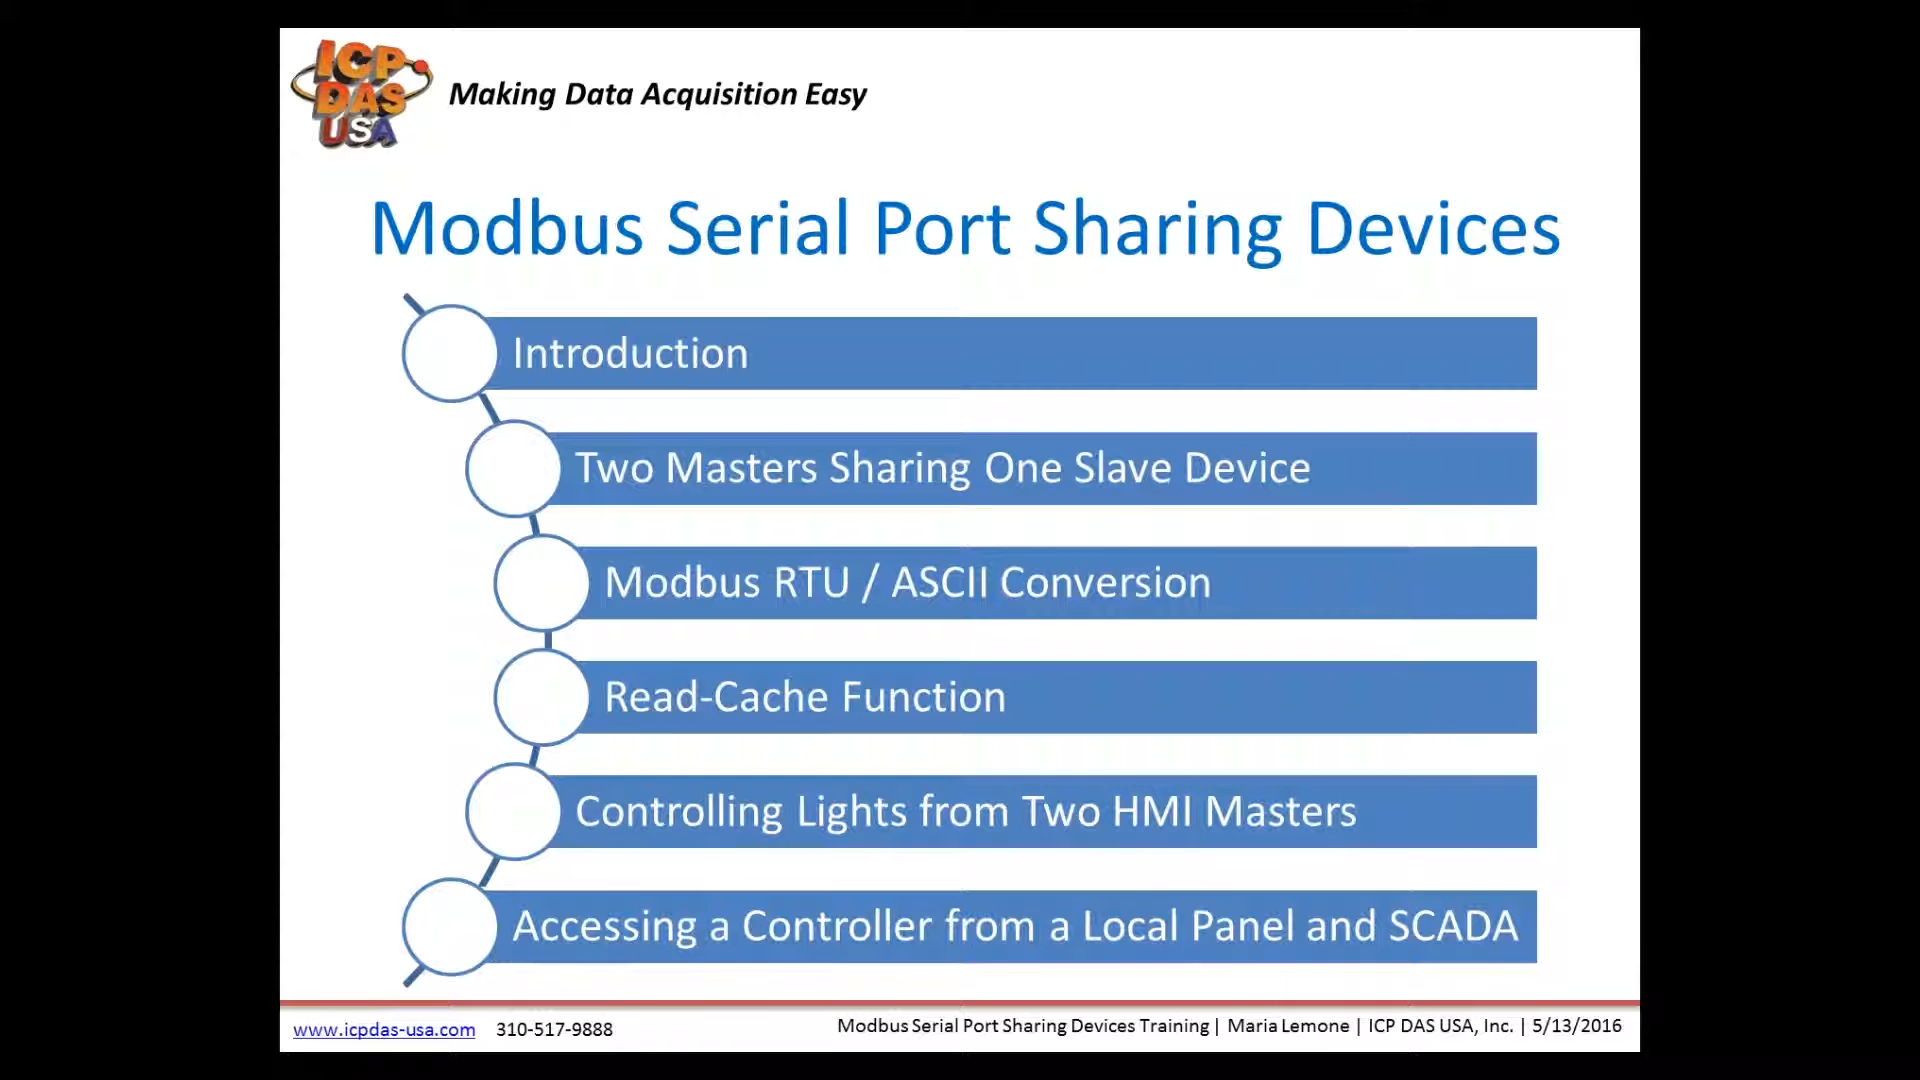 ICP
DAS
USA
Making Data Acquisition Easy
Modbus Serial Port Sharing Devices
Introduction
Two Masters Sharing One Slave Device
Modbus RTU / ASCII Conversion
Read-Cache Function
Controlling Lights from Two HMI Masters
Accessing a Controller from a Local Panel and SCADA
www.icpdas-usa.com 310-517-9888
Modbus Serial Port Sharing Devices Training | Maria Lemone | ICP DAS USA, Inc. | 5/13/2016